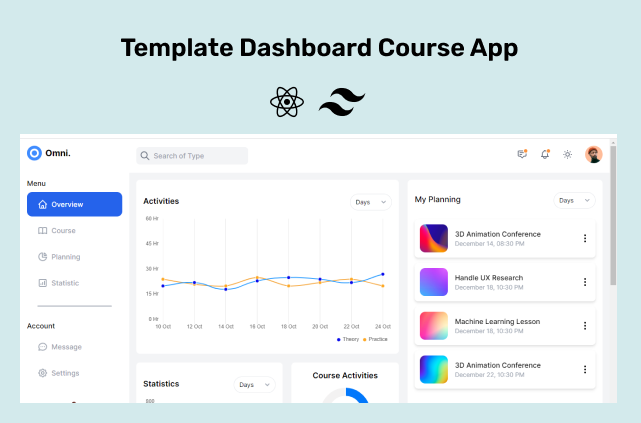 Template Dashboard Course App
Omni.
Search of Type
Menu
Overview
Course
Planning
Statistic
Account
Message
Settings
Activities
Days
60 Hr
45 Hr
30 Hr
15 Hr
0 Hr
10 Oct 12 Oct 14 Oct 16 Oct 18 Oct 20 Oct 22 Oct 24 Oct
Theory Practice
Statistics
Days
Course Activities
My Planning
Days
3D Animation Conference
December 14, 08:30 PM
Handle UX Research
December 18, 10:30 PM
Machine Learning Lesson
December 18, 10:30 PM
3D Animation Conference
December 22, 10:30 PM